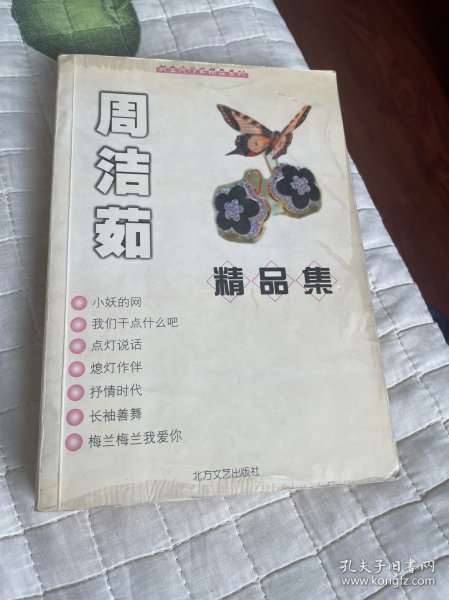 周洁茹
精品集
小妖的网
我们干点什么吧
点灯说话
熄灯作伴
抒情时代
长袖善舞
梅兰梅兰我爱你
北方文艺出版社
孔夫子旧书网
www.kongfz.com